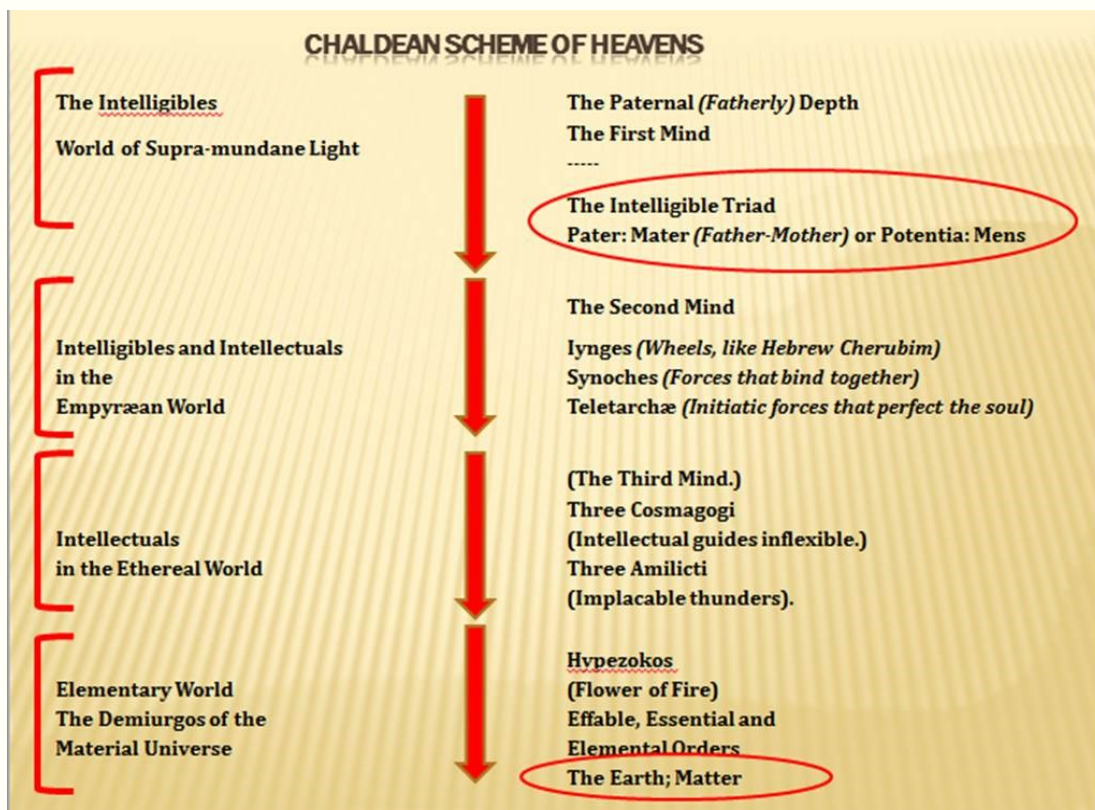 CHALDEAN SCHEME OF HEAVENS
The Intelligibles
World of Supra-mundane Light
The Paternal (Fatherly) Depth
The First Mind
-----
The Intelligible Triad
Pater: Mater (Father-Mother) or Potentia: Mens
Intelligibles and Intellectuals
in the
Empyræan World
The Second Mind
Iynges (Wheels, like Hebrew Cherubim)
Synoches (Forces that bind together)
Teletarchæ (Initiatic forces that perfect the soul)
Intellectuals
in the Ethereal World
(The Third Mind.)
Three Cosmagogi
(Intellectual guides inflexible.)
Three Amilicti
(Implacable thunders).
Elementary World
The Demiurgos of the
Material Universe
Hypezokos
(Flower of Fire)
Effable, Essential and
Elemental Orders
The Earth; Matter